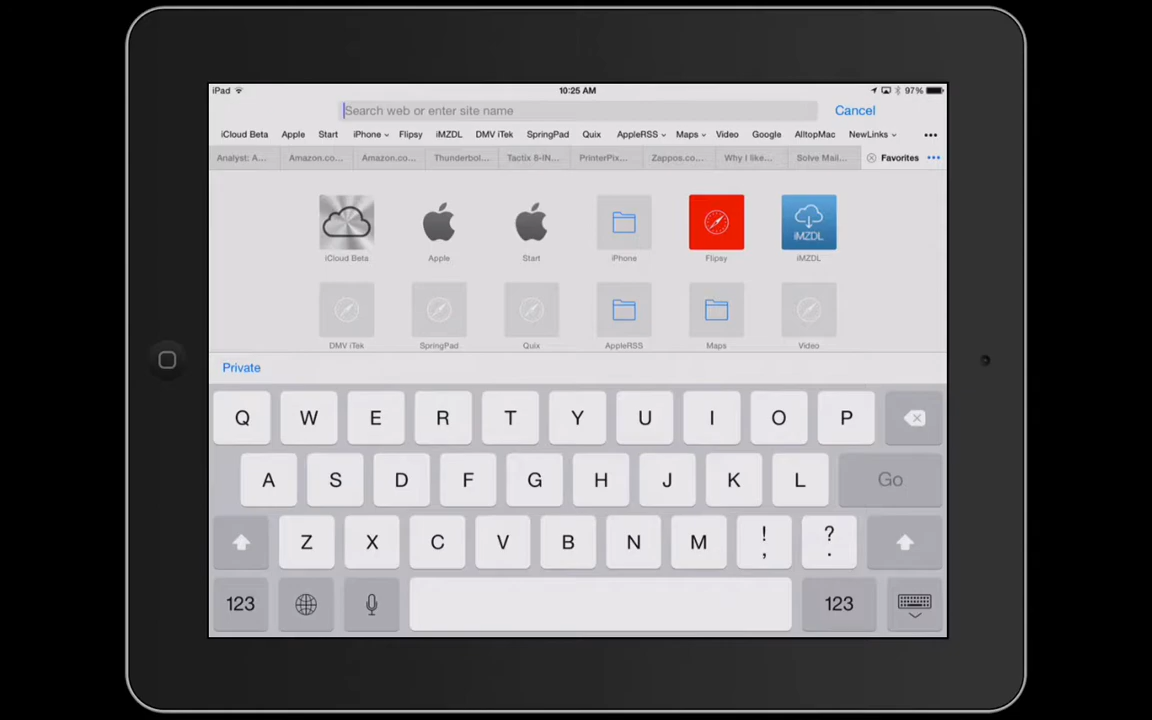 iPad 10:25 AM 97%
Search web or enter site name Cancel
iCloud Beta Apple Start iPhone Flipsy iMZDL DMV iTek SpringPad Quix AppleRSS Maps Video Google AlltopMac NewLinks •••
Analyst: A... Amazon.co... Amazon.co... Thunderbol... Tactix 6-IN... PrinterPix... Zappos.co... Why I like... Solve Mail... Favorites •••
iMZDL
iCloud Beta Apple Start iPhone Flipsy iMZDL
DMV iTek SpringPad Quix AppleRSS Maps Video
Private
Q W E R T Y U I O P
A S D F G H J K L Go
Z X C V B N M ! , ? .
123 123